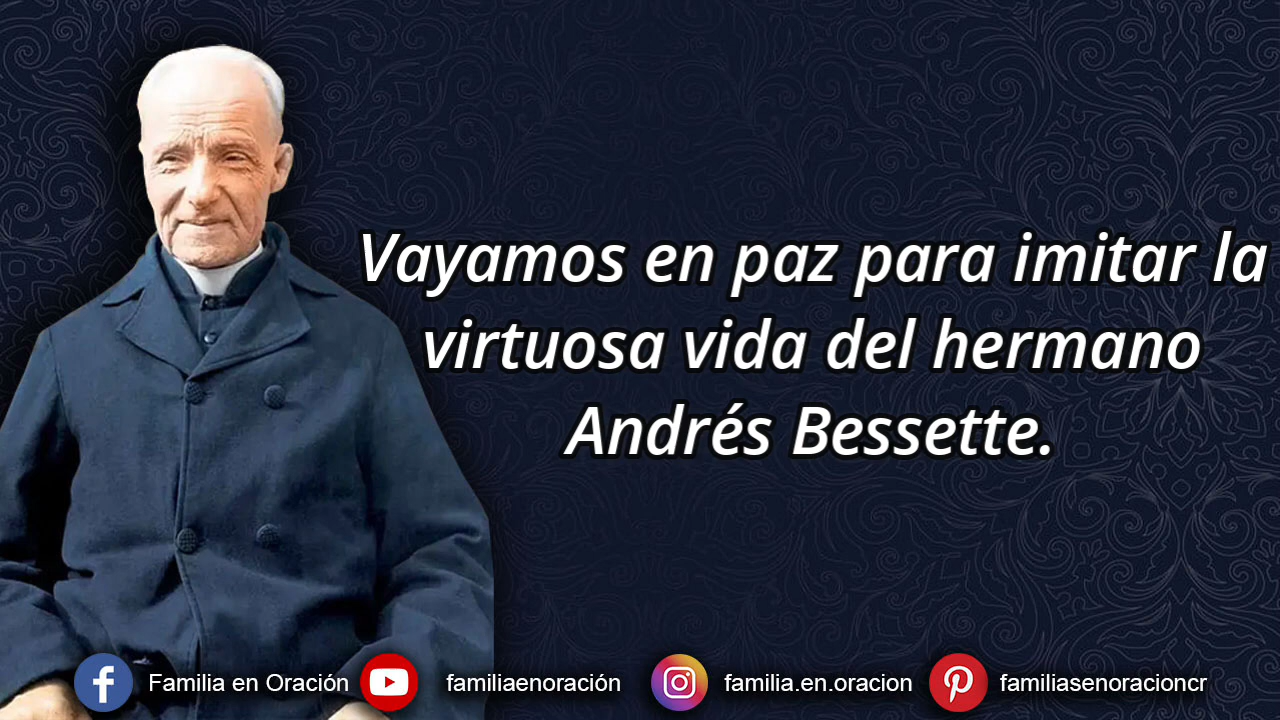 Vayamos en paz para imitar la
virtuosa vida del hermano
Andrés Bessette.
Familia en Oración familiaenoración familia.en.oracion familiasenoracioncr